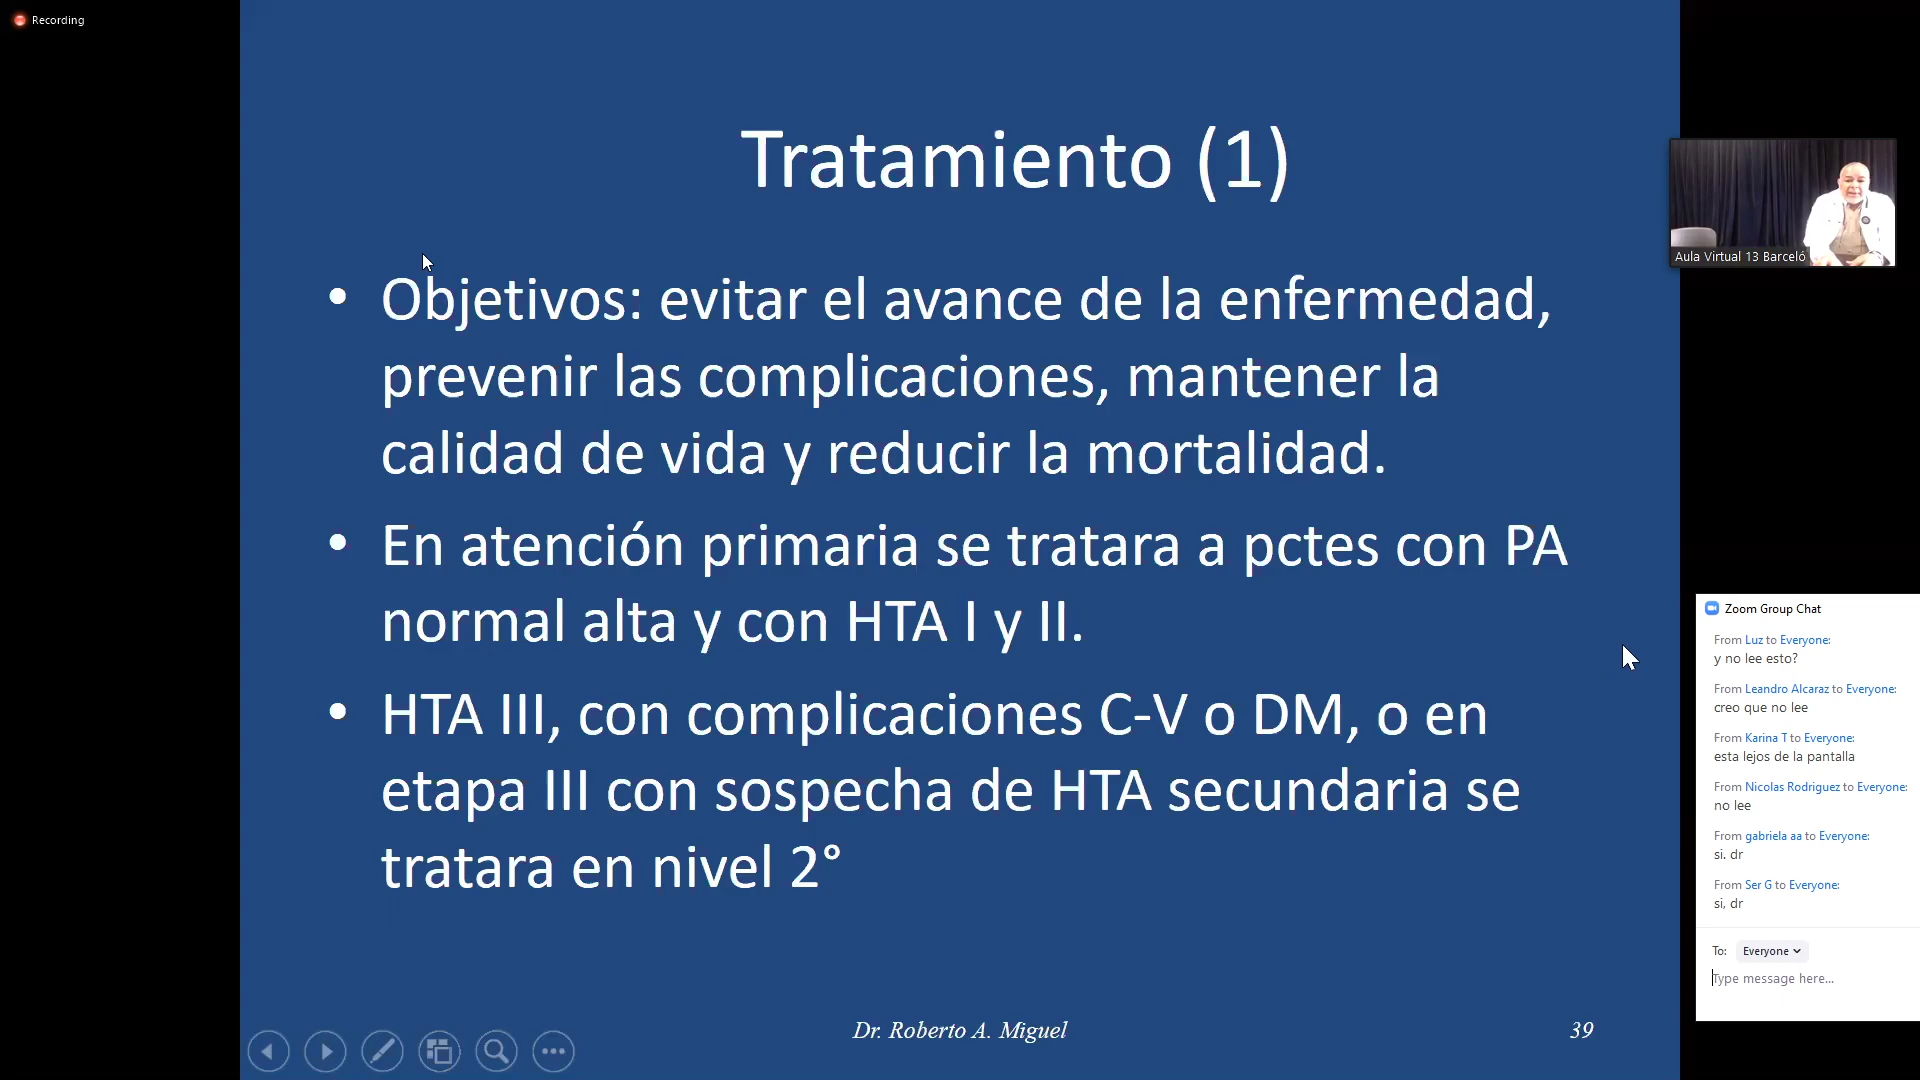 Recording
Tratamiento (1)
• Objetivos: evitar el avance de la enfermedad,
prevenir las complicaciones, mantener la
calidad de vida y reducir la mortalidad.
• En atención primaria se tratara a pctes con PA
normal alta y con HTA I y II.
• HTA III, con complicaciones C-V o DM, o en
etapa III con sospecha de HTA secundaria se
tratara en nivel 2°
Dr. Roberto A. Miguel
39
Aula Virtual 13 Barceló
Zoom Group Chat
From Luz to Everyone:
y no lee esto?
From Leandro Alcaraz to Everyone:
creo que no lee
From Karina T to Everyone:
esta lejos de la pantalla
From Nicolas Rodriguez to Everyone:
no lee
From gabriela aa to Everyone:
si. dr
From Ser G to Everyone:
si, dr
To: Everyone
Type message here...